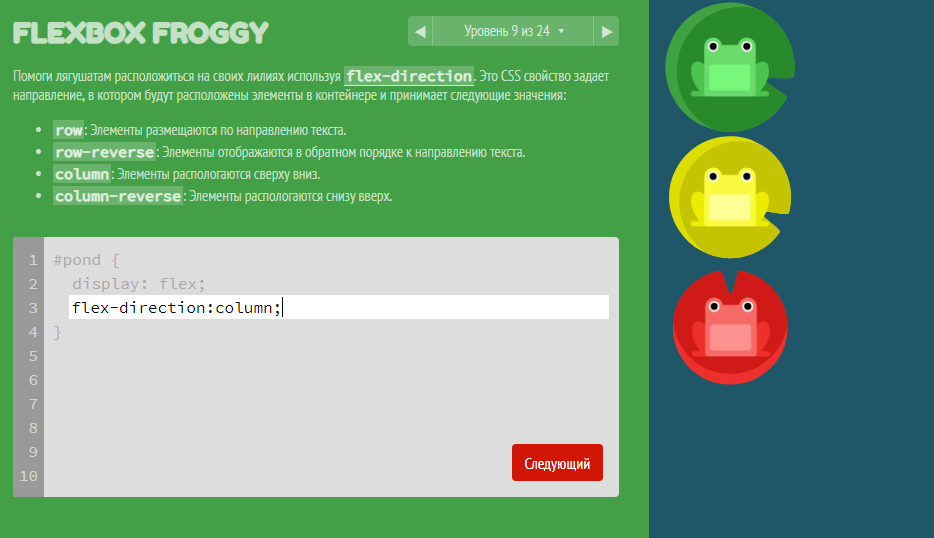 FLEXBOX FROGGY
◀ Уровень 9 из 24 ▾ ▶
Помоги лягушатам расположиться на своих лилиях используя flex-direction. Это CSS свойство задает
направление, в котором будут расположены элементы в контейнере и принимает следующие значения:
• row: Элементы размещаются по направлению текста.
• row-reverse: Элементы отображаются в обратном порядке к направлению текста.
• column: Элементы распологаются сверху вниз.
• column-reverse: Элементы распологаются снизу вверх.
1 #pond {
2 display: flex;
3 flex-direction:column;
4 }
5
6
7
8
9
10
Следующий